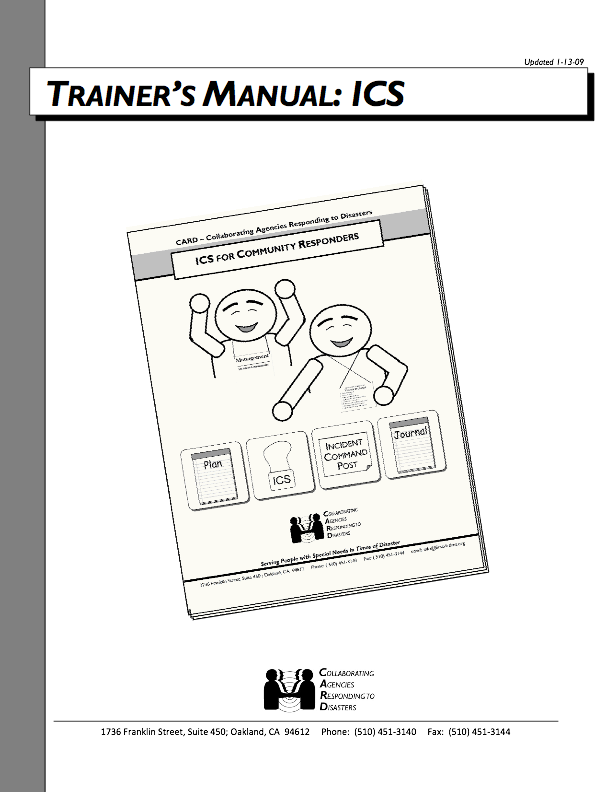 Updated 1-13-09
TRAINER'S MANUAL: ICS
CARD – Collaborating Agencies Responding to Disasters
ICS FOR COMMUNITY RESPONDERS
Management
Plan
ICS
INCIDENT
COMMAND
POST
Journal
COLLABORATING
AGENCIES
RESPONDING TO
DISASTERS
Serving People with Special Needs in Times of Disaster
COLLABORATING
AGENCIES
RESPONDING TO
DISASTERS
1736 Franklin Street, Suite 450; Oakland, CA 94612 Phone: (510) 451-3140 Fax: (510) 451-3144